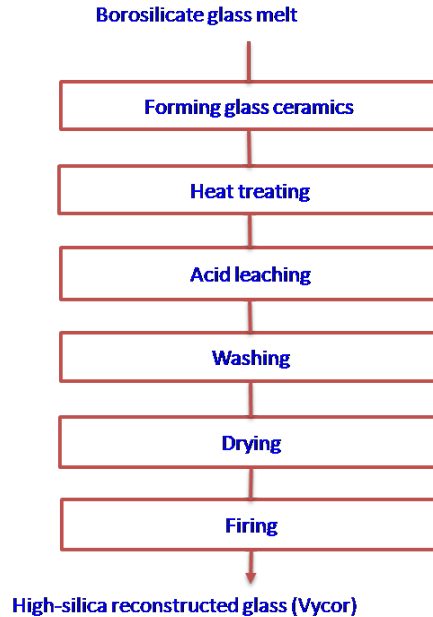 Borosilicate glass melt
Forming glass ceramics
Heat treating
Acid leaching
Washing
Drying
Firing
High-silica reconstructed glass (Vycor)